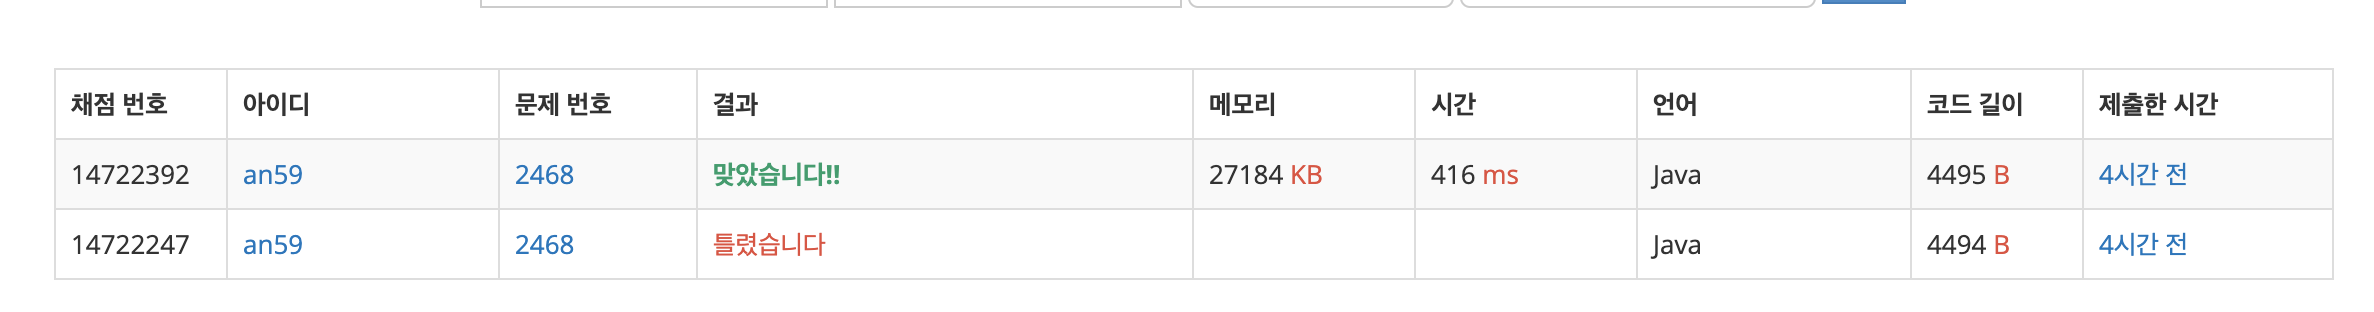 채점 번호 아이디 문제 번호 결과 메모리 시간 언어 코드 길이 제출한 시간
14722392 an59 2468 맞았습니다!! 27184 KB 416 ms Java 4495 B 4시간 전
14722247 an59 2468 틀렸습니다 Java 4494 B 4시간 전